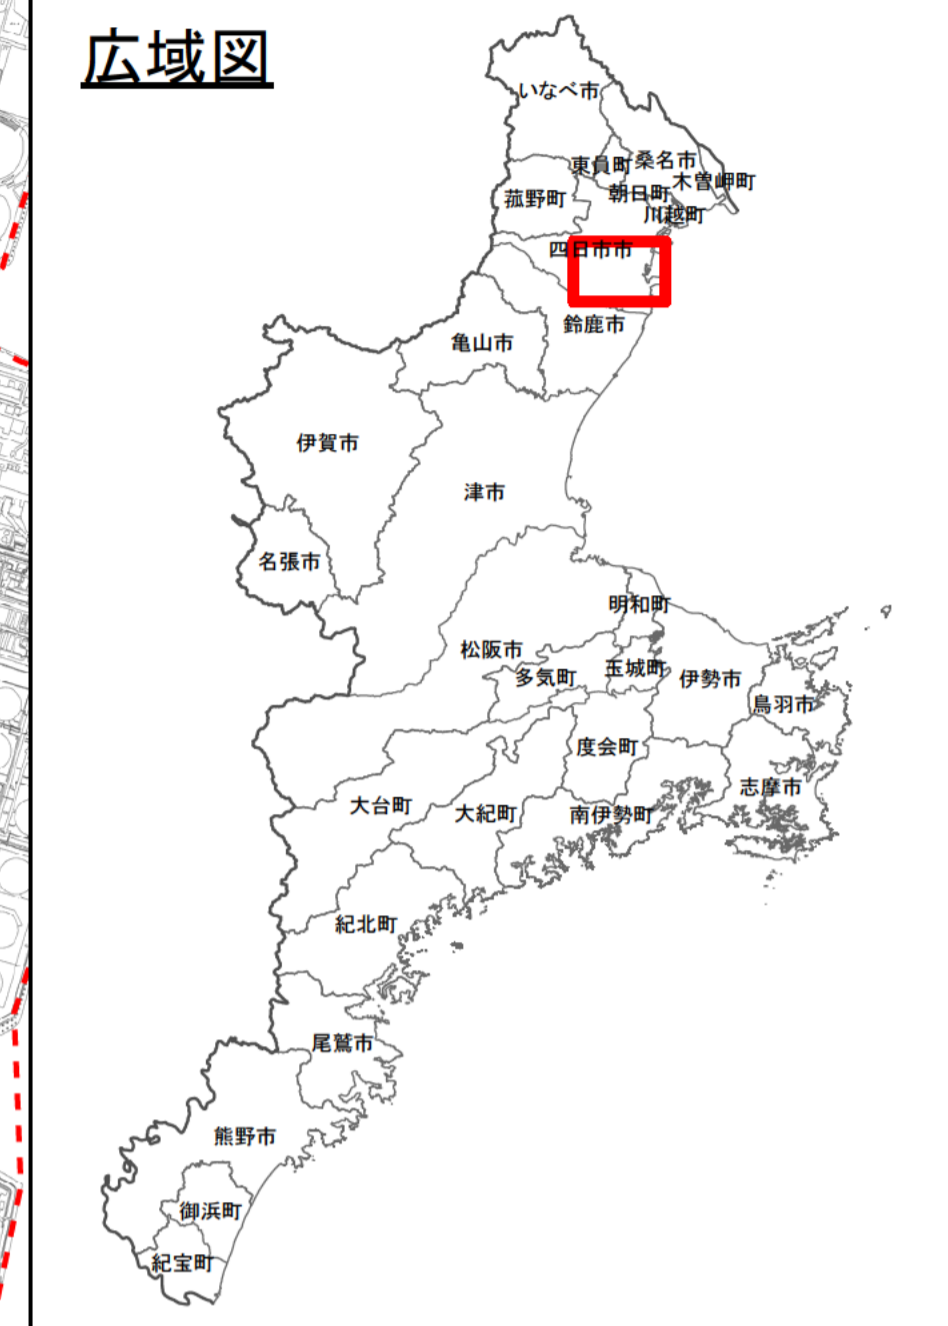 広域図
いなべ市
東員町
桑名市
木曽岬町
朝日町
菰野町
川越町
四日市市
鈴鹿市
亀山市
伊賀市
津市
名張市
明和町
松阪市
玉城町
多気町
伊勢市
鳥羽市
度会町
志摩市
大台町
大紀町
南伊勢町
紀北町
尾鷲市
熊野市
御浜町
紀宝町